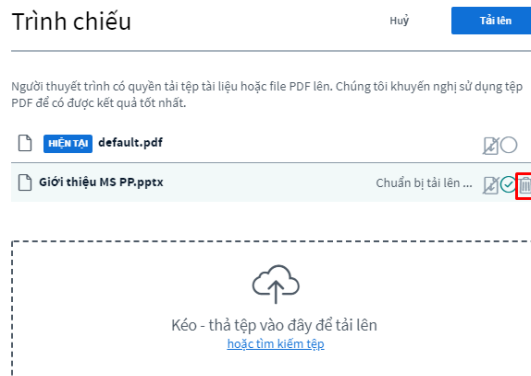 Trình chiếu
Huỷ
Tải lên
Người thuyết trình có quyền tải tệp tài liệu hoặc file PDF lên. Chúng tôi khuyến nghị sử dụng tệp
PDF để có được kết quả tốt nhất.
HIỆN TẠI default.pdf
Giới thiệu MS PP.pptx Chuẩn bị tải lên ...
Kéo - thả tệp vào đây để tải lên
hoặc tìm kiếm tệp